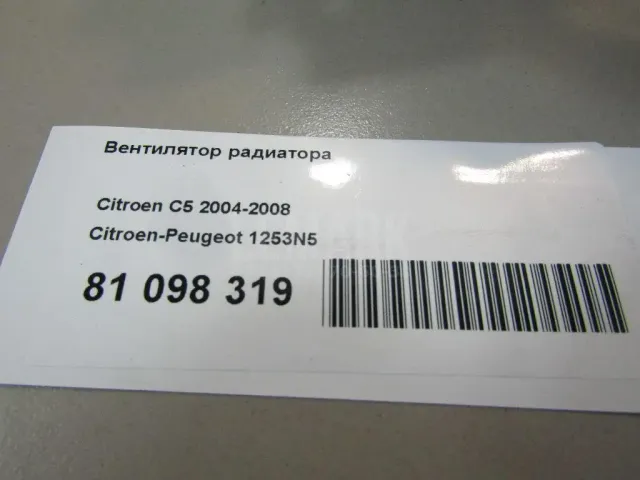 Вентилятор радиатора
Citroen C5 2004-2008
Citroen-Peugeot 1253N5
81 098 319